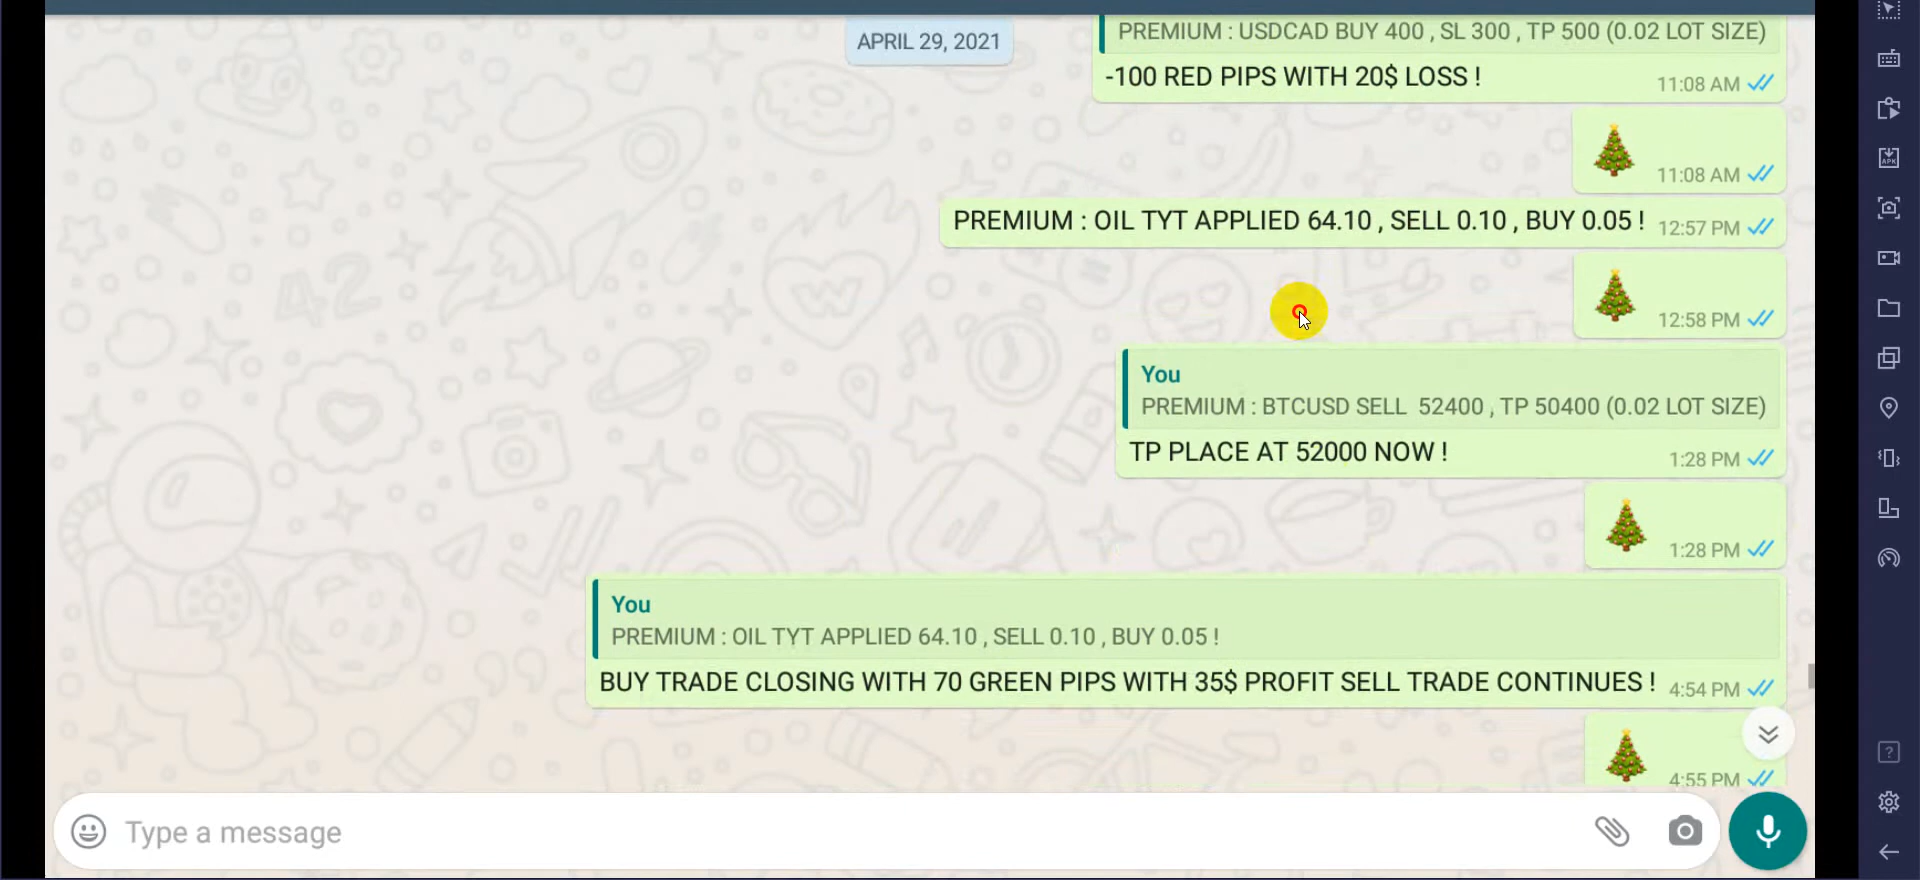 APRIL 29, 2021
PREMIUM : USDCAD BUY 400 , SL 300 , TP 500 (0.02 LOT SIZE)
-100 RED PIPS WITH 20$ LOSS !
11:08 AM
11:08 AM
PREMIUM : OIL TYT APPLIED 64.10 , SELL 0.10 , BUY 0.05 !
12:57 PM
12:58 PM
You
PREMIUM : BTCUSD SELL  52400 , TP 50400 (0.02 LOT SIZE)
TP PLACE AT 52000 NOW !
1:28 PM
1:28 PM
You
PREMIUM : OIL TYT APPLIED 64.10 , SELL 0.10 , BUY 0.05 !
BUY TRADE CLOSING WITH 70 GREEN PIPS WITH 35$ PROFIT SELL TRADE CONTINUES !
4:54 PM
4:55 PM
Type a message